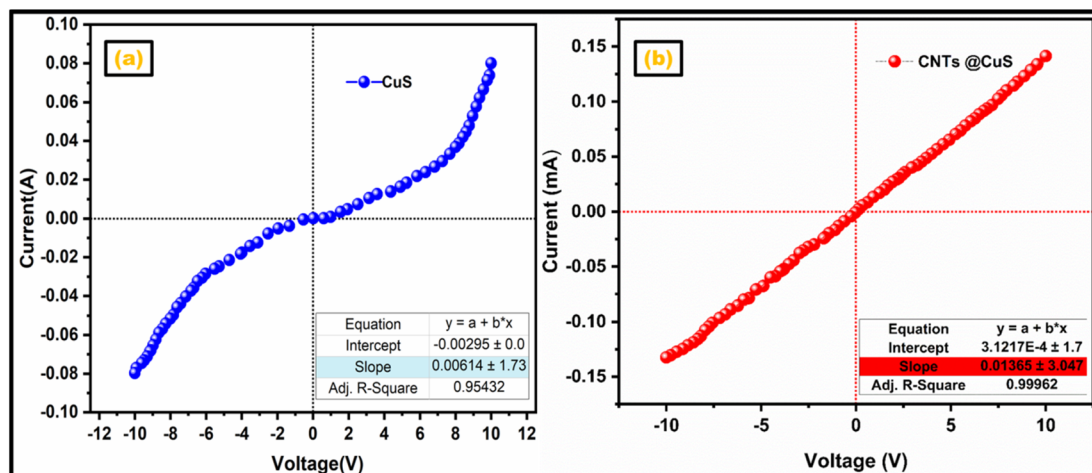 (a)
CuS
Current(A)
0.10
0.08
0.06
0.04
0.02
0.00
-0.02
-0.04
-0.06
-0.08
-0.10
-12 -10 -8 -6 -4 -2 0 2 4 6 8 10 12
Voltage(V)
Equation y = a + b*x
Intercept -0.00295 ± 0.0
Slope 0.00614 ± 1.73
Adj. R-Square 0.95432
(b)
CNTs @CuS
Current (mA)
0.15
0.10
0.05
0.00
-0.05
-0.10
-0.15
-10 -5 0 5 10
Voltage (V)
Equation y = a + b*x
Intercept 3.1217E-4 ± 1.7
Slope 0.01365 ± 3.047
Adj. R-Square 0.99962